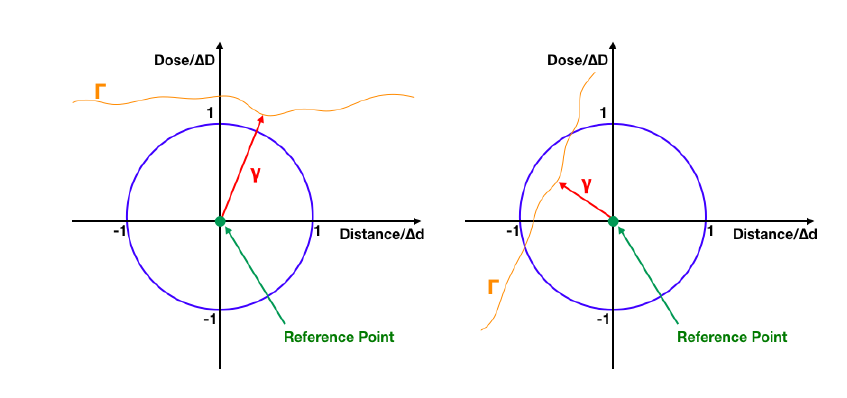 Dose/ΔD
Γ
1
γ
-1
1
Distance/Δd
-1
Reference Point
Dose/ΔD
1
γ
-1
1
Distance/Δd
Γ
-1
Reference Point